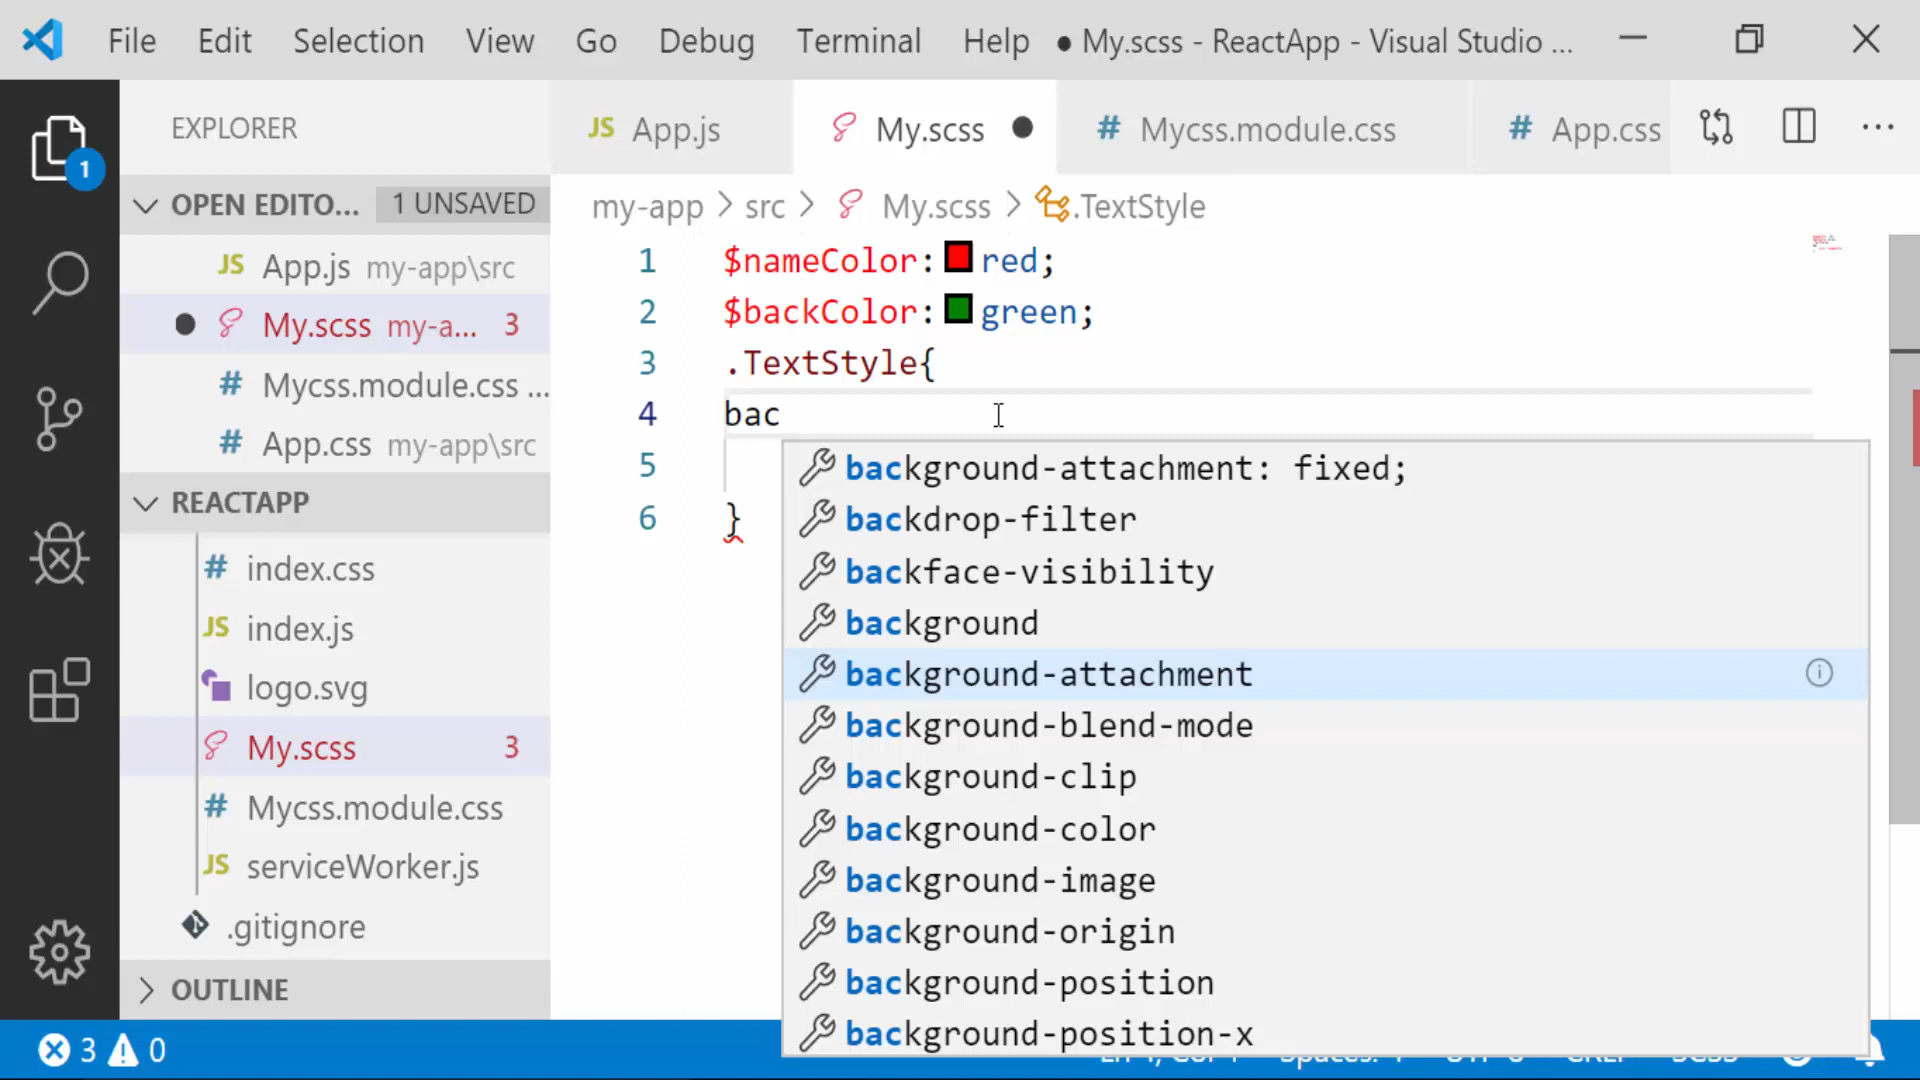 File Edit Selection View Go Debug Terminal Help ● My.scss - ReactApp - Visual Studio ...
EXPLORER
JS App.js My.scss ● # Mycss.module.css # App.css ...
1
OPEN EDITO... 1 UNSAVED
my-app > src > My.scss > .TextStyle
JS App.js my-app\src
● My.scss my-a... 3
# Mycss.module.css ...
# App.css my-app\src
REACTAPP
# index.css
JS index.js
logo.svg
My.scss 3
# Mycss.module.css
JS serviceWorker.js
.gitignore
OUTLINE
1 $nameColor: red;
2 $backColor: green;
3 .TextStyle{
4 bac
5
6 }
background-attachment: fixed;
backdrop-filter
backface-visibility
background
background-attachment
background-blend-mode
background-clip
background-color
background-image
background-origin
background-position
background-position-x
3 0